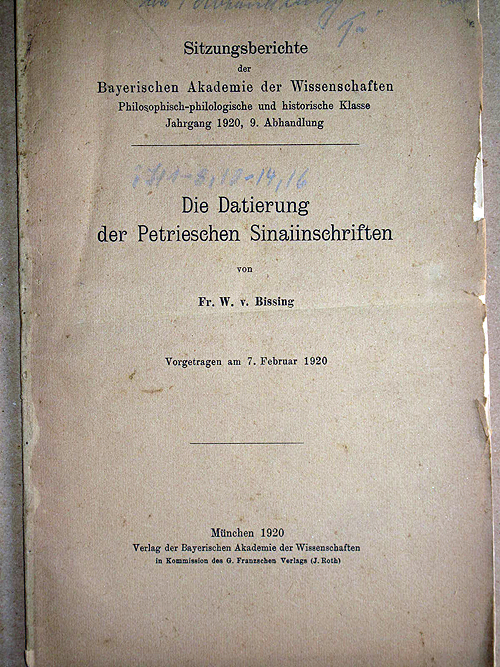 Sitzungsberichte
der
Bayerischen Akademie der Wissenschaften
Philosophisch-philologische und historische Klasse
Jahrgang 1920, 9. Abhandlung
Die Datierung
der Petrieschen Sinaiinschriften
von
Fr. W. v. Bissing
Vorgetragen am 7. Februar 1920
München 1920
Verlag der Bayerischen Akademie der Wissenschaften
in Kommission des G. Franzschen Verlags (J. Roth)